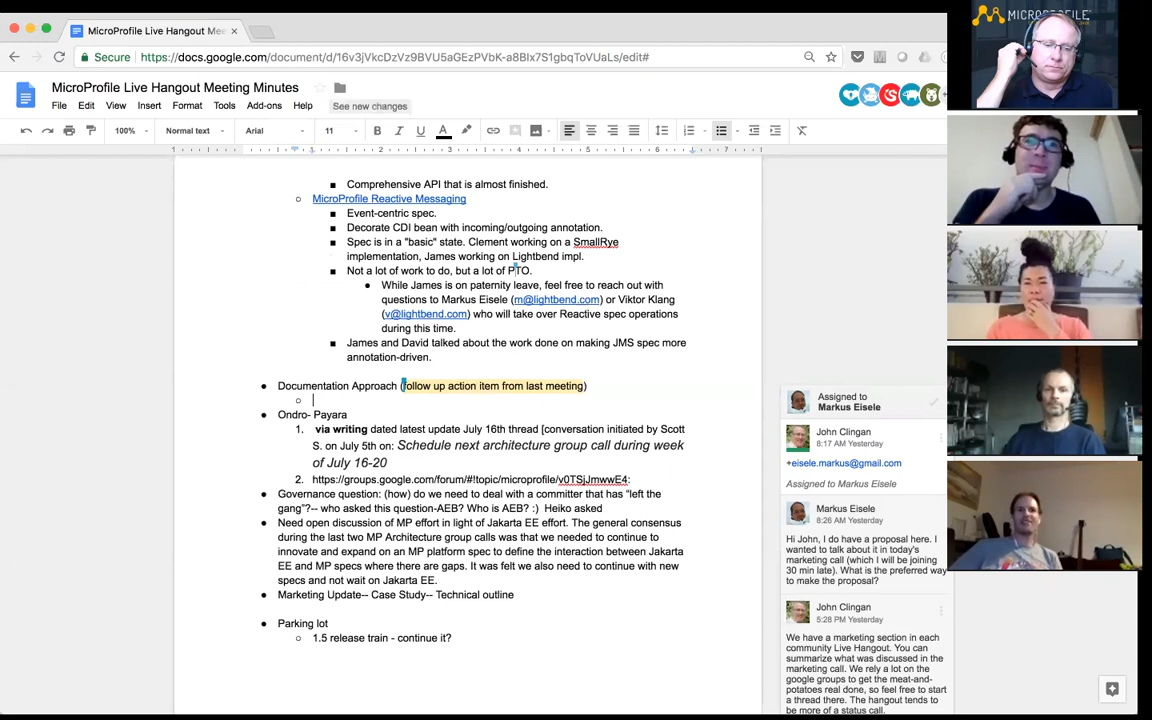 MicroProfile Live Hangout Mee
Secure
https://docs.google.com/document/d/16v3jVkcDzVz9BVU5aGEzPVbK-a8BIx7S1gbqToVUaLs/edit#
MICROPROFILE
MicroProfile Live Hangout Meeting Minutes
File Edit View Insert Format Tools Add-ons Help See new changes
100% Normal text Arial 11 B I U A
1 1 2 3 4 5 6 7
■ Comprehensive API that is almost finished.
○ MicroProfile Reactive Messaging
■ Event-centric spec.
■ Decorate CDI bean with incoming/outgoing annotation.
■ Spec is in a "basic" state. Clement working on a SmallRye
implementation, James working on Lightbend impl.
■ Not a lot of work to do, but a lot of PTO.
● While James is on paternity leave, feel free to reach out with
questions to Markus Eisele (m@lightbend.com) or Viktor Klang
(v@lightbend.com) who will take over Reactive spec operations
during this time.
■ James and David talked about the work done on making JMS spec more
annotation-driven.
● Documentation Approach (follow up action item from last meeting)
○
● Ondro- Payara
1. via writing dated latest update July 16th thread [conversation initiated by Scott
S. on July 5th on: Schedule next architecture group call during week
of July 16-20
2. https://groups.google.com/forum/#!topic/microprofile/v0TSjJmwwE4:
● Governance question: (how) do we need to deal with a committer that has "left the
gang"?-- who asked this question-AEB? Who is AEB? :) Heiko asked
● Need open discussion of MP effort in light of Jakarta EE effort. The general consensus
during the last two MP Architecture group calls was that we needed to continue to
innovate and expand on an MP platform spec to define the interaction between Jakarta
EE and MP specs where there are gaps. It was felt we also need to continue with new
specs and not wait on Jakarta EE.
● Marketing Update-- Case Study-- Technical outline
● Parking lot
○ 1.5 release train - continue it?
Assigned to
Markus Eisele
John Clingan
8:17 AM Yesterday
+eisele.markus@gmail.com
Assigned to Markus Eisele
Markus Eisele
8:26 AM Yesterday
Hi John, I do have a proposal here. I
wanted to talk about it in today's
marketing call (which I will be joining
30 min late). What is the preferred way
to make the proposal?
John Clingan
5:28 PM Yesterday
We have a marketing section in each
community Live Hangout. You can
summarize what was discussed in the
marketing call. We rely a lot on the
google groups to get the meat-and-
potatoes real done, so feel free to start
a thread there. The hangout tends to
be more of a status call.